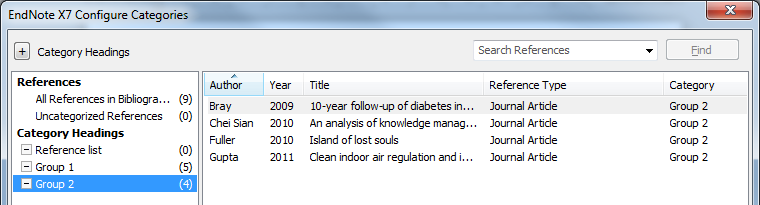 EndNote X7 Configure Categories
+ Category Headings
Search References
Find
References
All References in Bibliogra... (9)
Uncategorized References (0)
Category Headings
Reference list (0)
Group 1 (5)
Group 2 (4)
Author Year Title Reference Type Category
Bray 2009 10-year follow-up of diabetes in... Journal Article Group 2
Chei Sian 2010 An analysis of knowledge manag... Journal Article Group 2
Fuller 2010 Island of lost souls Journal Article Group 2
Gupta 2011 Clean indoor air regulation and i... Journal Article Group 2